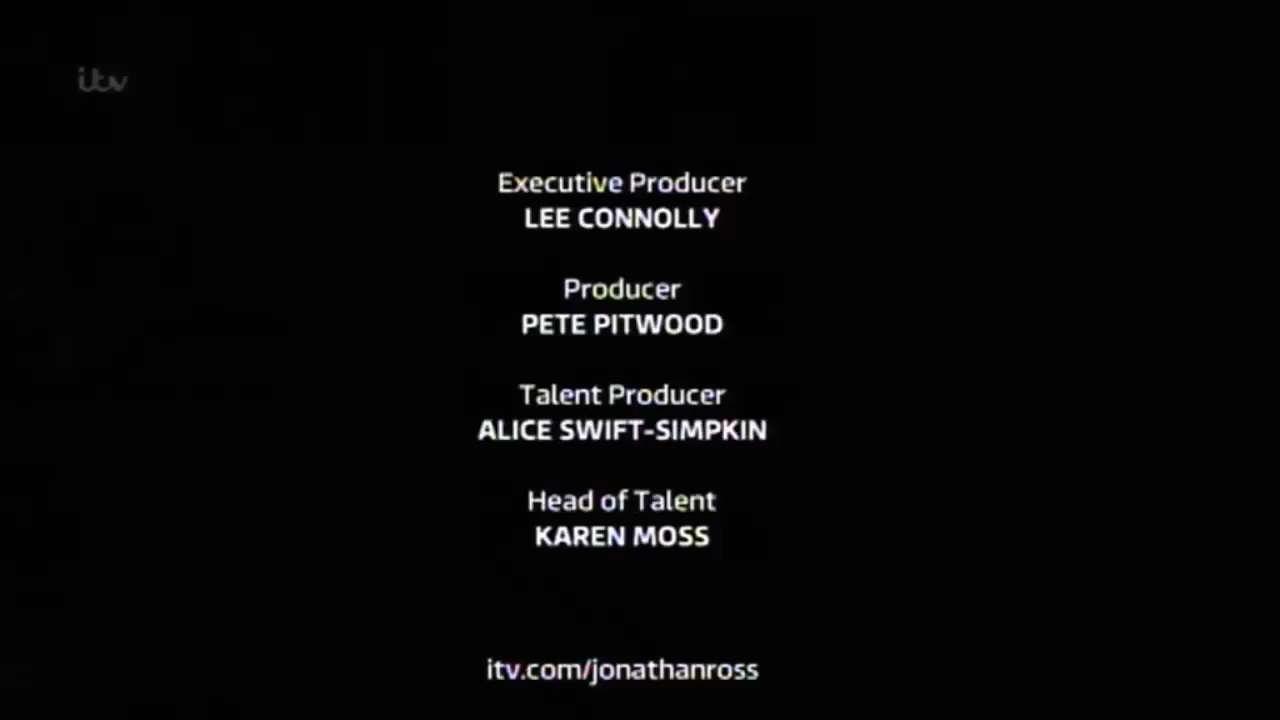 itv
Executive Producer
LEE CONNOLLY
Producer
PETE PITWOOD
Talent Producer
ALICE SWIFT-SIMPKIN
Head of Talent
KAREN MOSS
itv.com/jonathanross